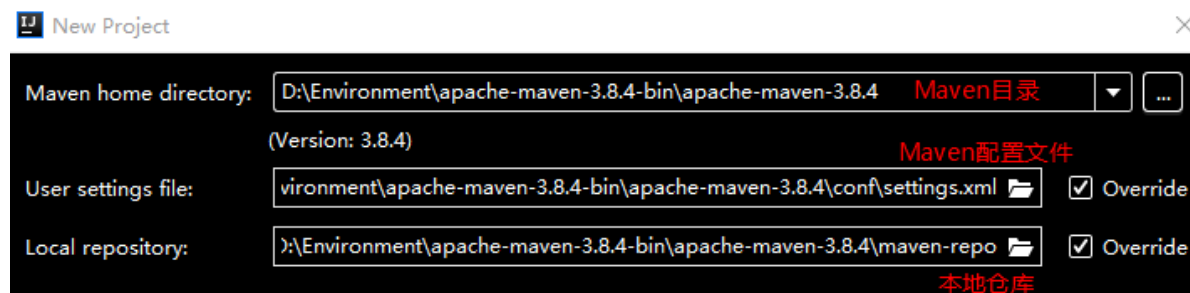 New Project
Maven home directory: D:\Environment\apache-maven-3.8.4-bin\apache-maven-3.8.4 Maven目录 ...
(Version: 3.8.4)
Maven配置文件
User settings file: vironment\apache-maven-3.8.4-bin\apache-maven-3.8.4\conf\settings.xml Override
Local repository: D:\Environment\apache-maven-3.8.4-bin\apache-maven-3.8.4\maven-repo Override
本地仓库